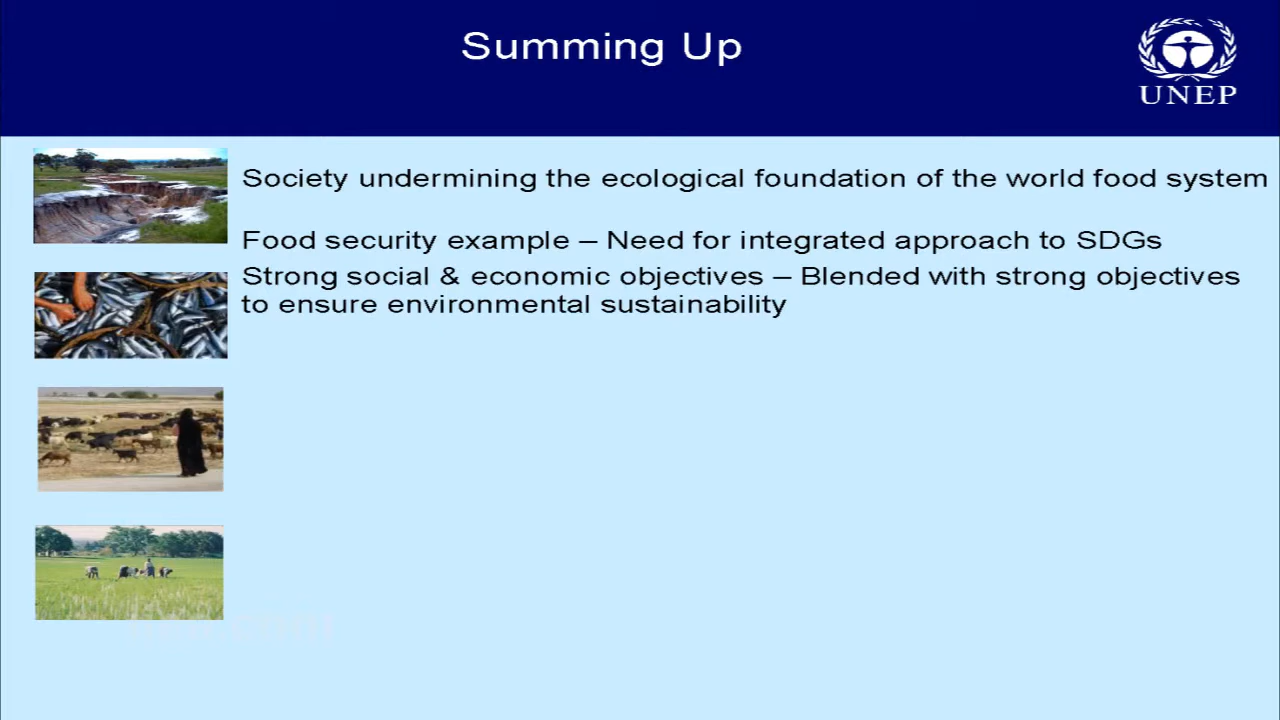 Summing Up
UNEP
Society undermining the ecological foundation of the world food system
Food security example – Need for integrated approach to SDGs
Strong social & economic objectives – Blended with strong objectives
to ensure environmental sustainability